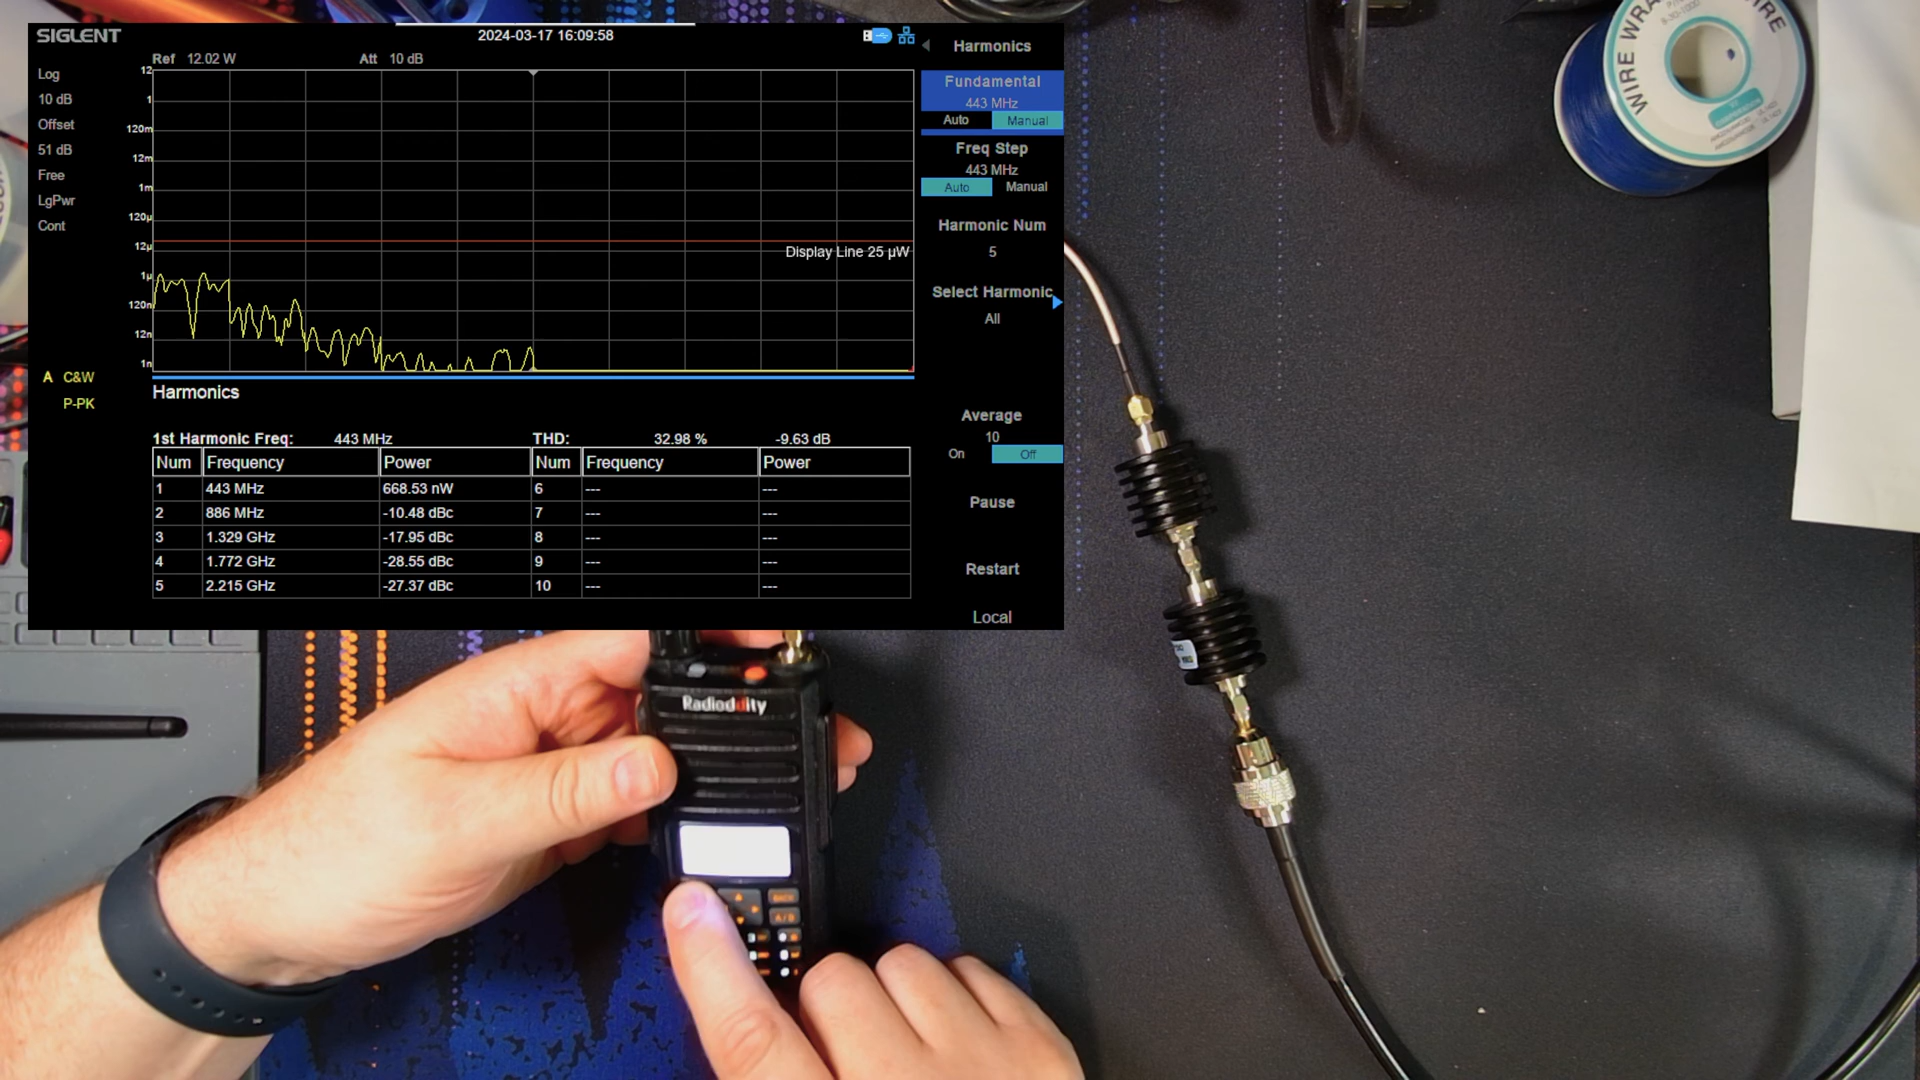 SIGLENT
2024-03-17 16:09:58
Ref 12.02 W
Att 10 dB
Log
10 dB
Offset
51 dB
Free
LgPwr
Cont
A C&W
P-PK
12
1
120m
12m
1m
120µ
12µ
1µ
120n
12n
1n
Display Line 25 µW
Harmonics
1st Harmonic Freq: 443 MHz THD: 32.98 % -9.63 dB
Num Frequency Power Num Frequency Power
1 443 MHz 668.53 nW 6 --- ---
2 886 MHz -10.48 dBc 7 --- ---
3 1.329 GHz -17.95 dBc 8 --- ---
4 1.772 GHz -28.55 dBc 9 --- ---
5 2.215 GHz -27.37 dBc 10 --- ---
Harmonics
Fundamental
443 MHz
Auto Manual
Freq Step
443 MHz
Auto Manual
Harmonic Num
5
Select Harmonic
All
Average
10
On Off
Pause
Restart
Local
Radioddity
BACK
A/B
WIRE WRA
WIRE